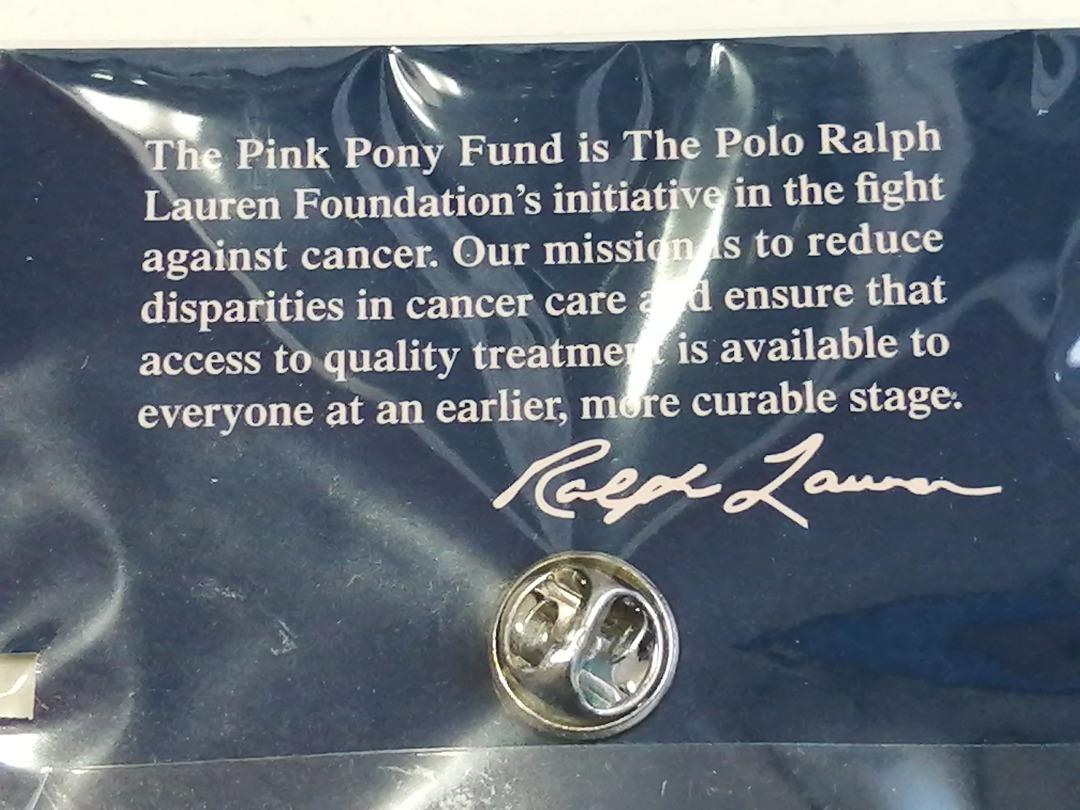 The Pink Pony Fund is The Polo Ralph
Lauren Foundation's initiative in the fight
against cancer. Our mission is to reduce
disparities in cancer care and ensure that
access to quality treatment is available to
everyone at an earlier, more curable stage.
Ralph Lauren